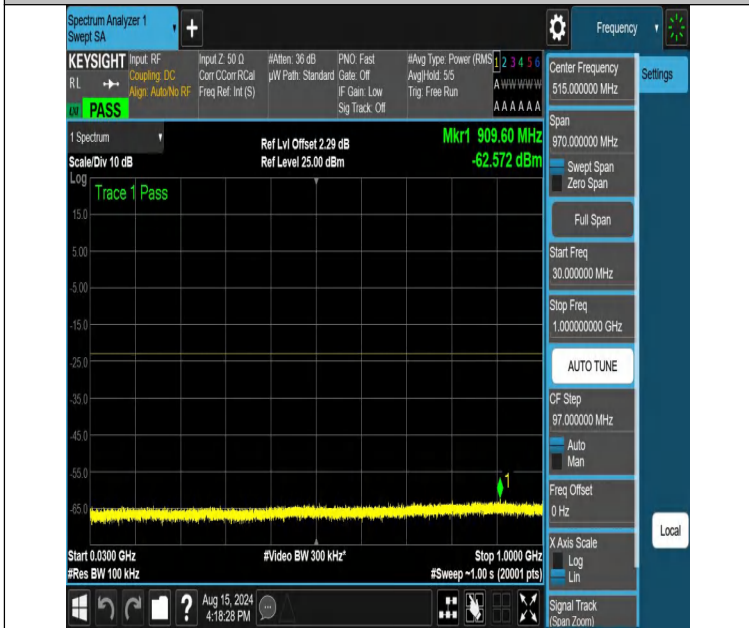 Spectrum Analyzer 1
Swept SA
+
Frequency
KEYSIGHT
RL
PASS
Input: RF
Coupling: DC
Align: Auto/No RF
Input Z: 50 Ω
Corr CCorr RCal
Freq Ref: Int (S)
#Atten: 36 dB
µW Path: Standard
PNO: Fast
Gate: Off
IF Gain: Low
Sig Track: Off
#Avg Type: Power (RMS
Avg|Hold: 5/5
Trig: Free Run
1 2 3 4 5 6
A W W W W W
A A A A A A
1 Spectrum
Scale/Div 10 dB
Ref Lvl Offset 2.29 dB
Ref Level 25.00 dBm
Mkr1 909.60 MHz
-62.572 dBm
Log
Trace 1 Pass
15.0
5.00
-5.00
-15.0
-25.0
-35.0
-45.0
-55.0
-65.0
1
Start 0.0300 GHz
#Res BW 100 kHz
#Video BW 300 kHz*
Stop 1.0000 GHz
#Sweep ~1.00 s (20001 pts)
Center Frequency
515.000000 MHz
Settings
Span
970.000000 MHz
Swept Span
Zero Span
Full Span
Start Freq
30.000000 MHz
Stop Freq
1.000000000 GHz
AUTO TUNE
CF Step
97.000000 MHz
Auto
Man
Freq Offset
0 Hz
X Axis Scale
Log
Lin
Local
Signal Track
(Span Zoom)
?
Aug 15, 2024
4:18:28 PM